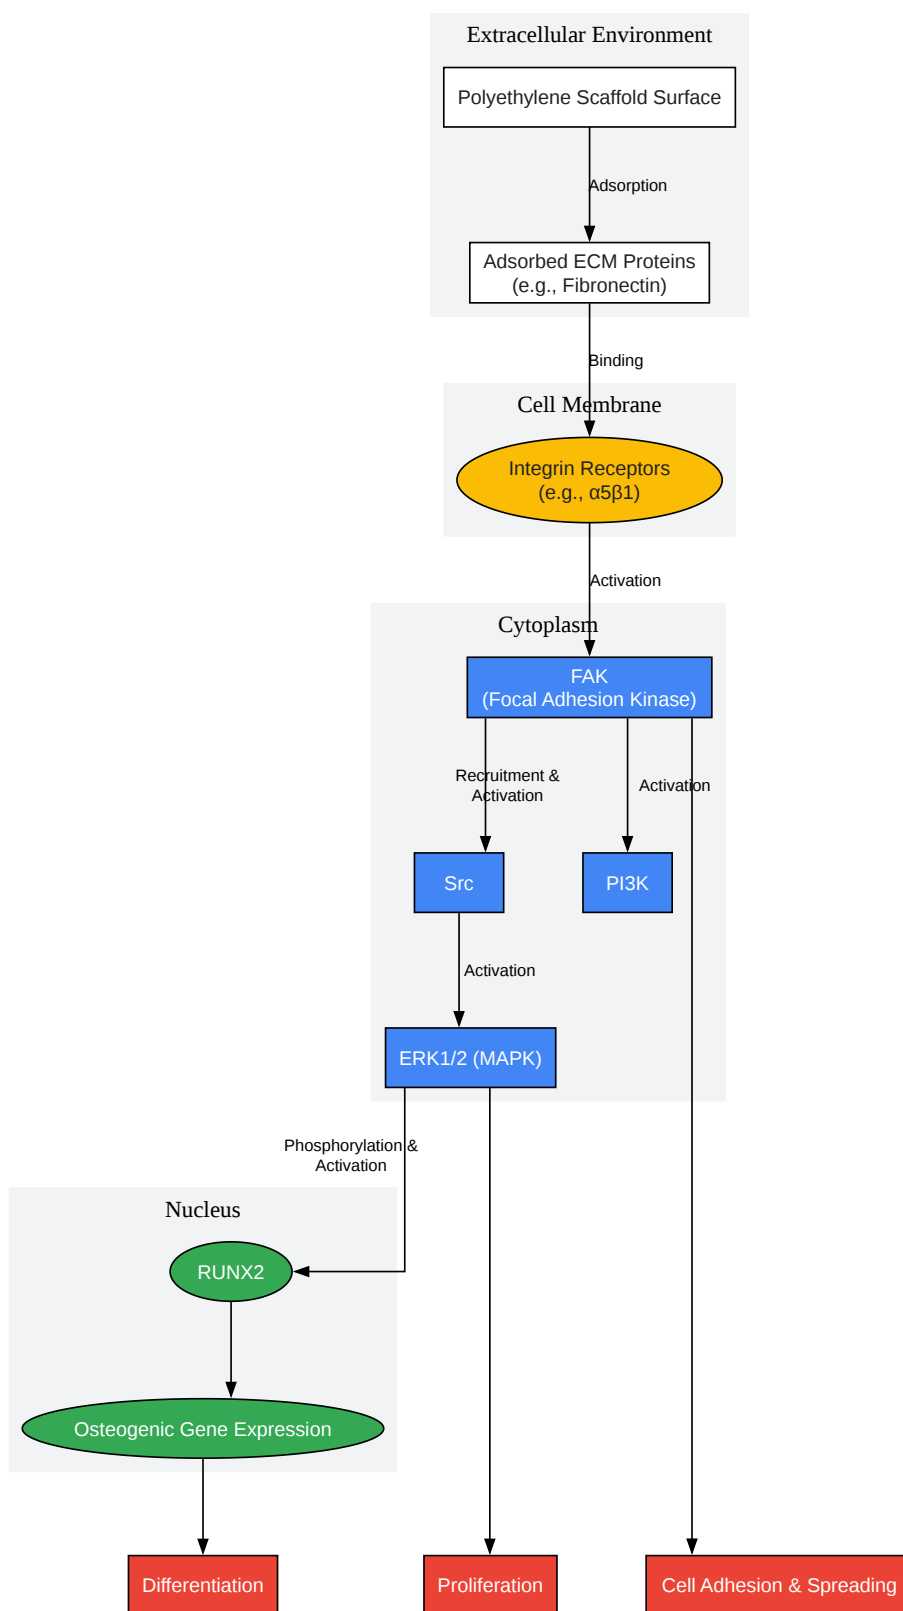 Extracellular Environment
Polyethylene Scaffold Surface
Adsorption
Adsorbed ECM Proteins
(e.g., Fibronectin)
Binding
Cell Membrane
Integrin Receptors
(e.g., α5β1)
Activation
Cytoplasm
FAK
(Focal Adhesion Kinase)
Recruitment &
Activation
Activation
Src
PI3K
Activation
ERK1/2 (MAPK)
Phosphorylation &
Activation
Nucleus
RUNX2
Osteogenic Gene Expression
Differentiation
Proliferation
Cell Adhesion & Spreading